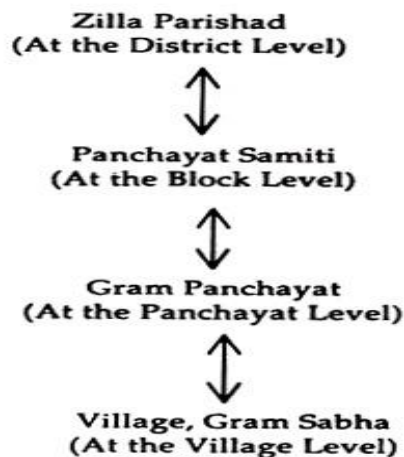 Zilla Parishad
(At the District Level)
Panchayat Samiti
(At the Block Level)
Gram Panchayat
(At the Panchayat Level)
Village, Gram Sabha
(At the Village Level)